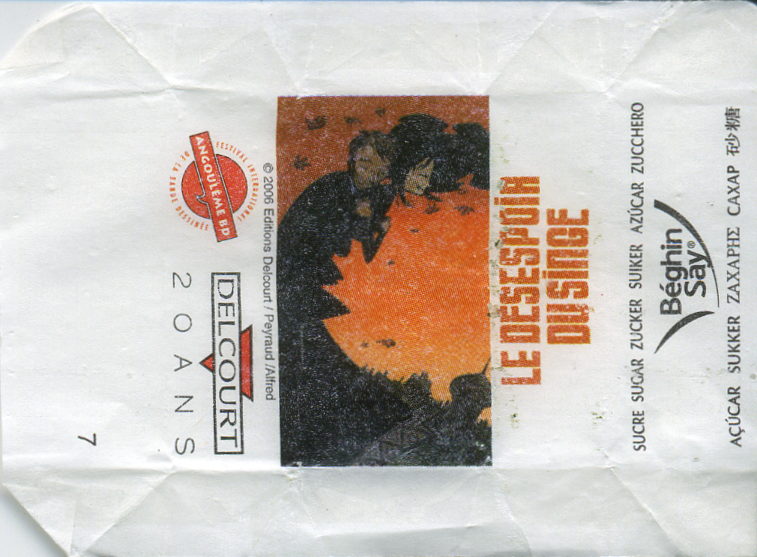 AÇÚCAR SUKKER ΖΑΧΑΡΗΣ САХАР 砂糖
Béghin
Say®
SUCRE SUGAR ZUCKER SUIKER AZÚCAR ZUCCHERO
LE DESESPOIR
DU SINGE
© 2006 Editions Delcourt / Peyraud /Alfred
FESTIVAL INTERNATIONAL
ANGOULÊME BD
DE LA BANDE DESSINÉE
DELCOURT
20 ANS
7